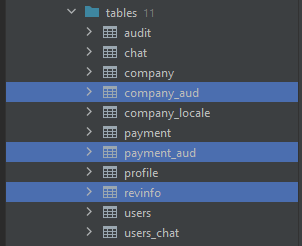 tables 11
audit
chat
company
company_aud
company_locale
payment
payment_aud
profile
revinfo
users
users_chat